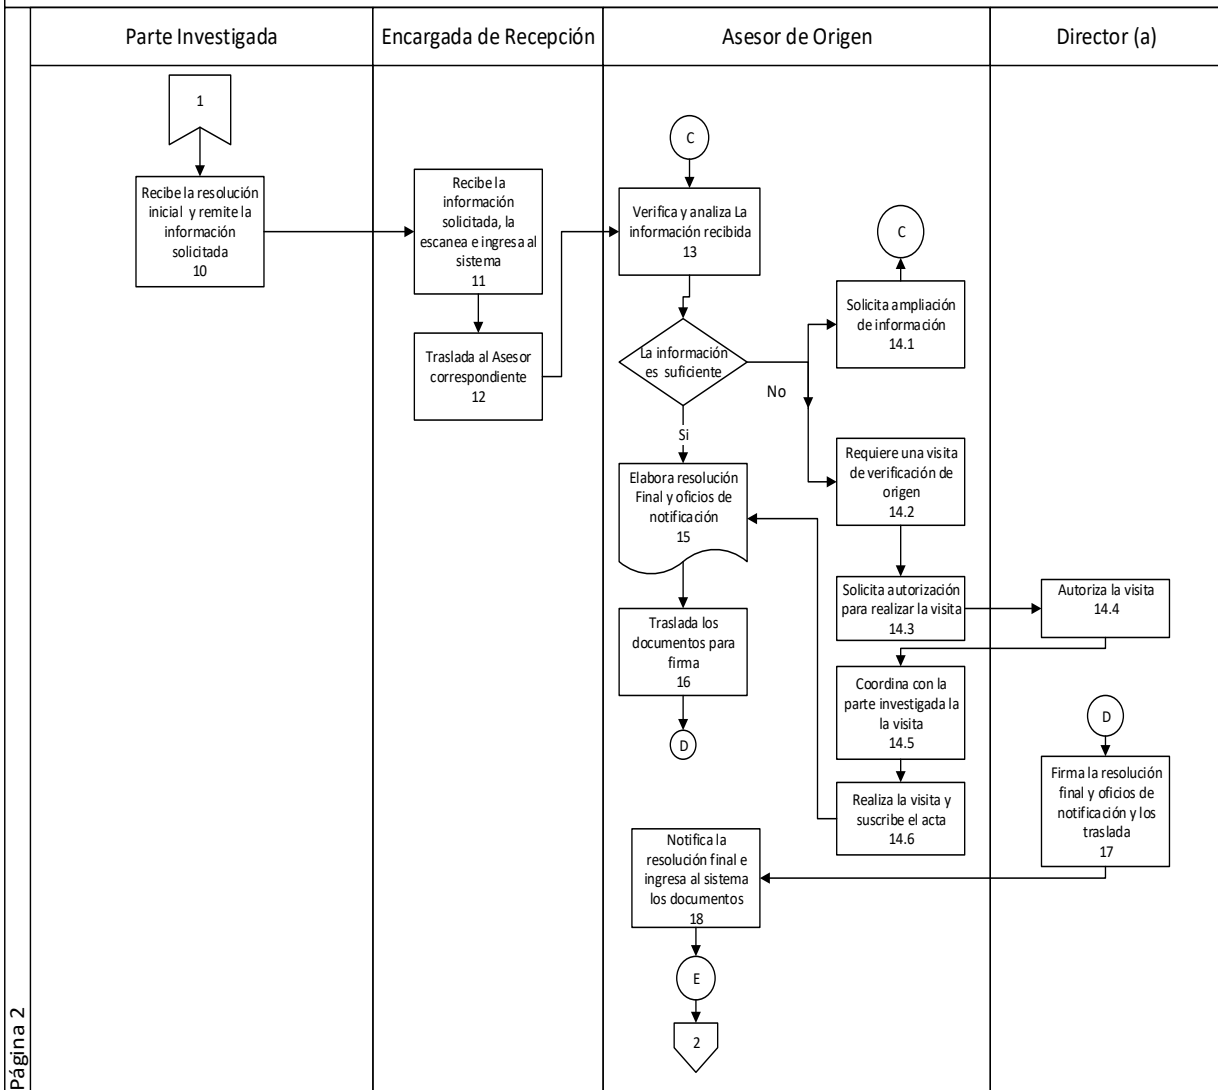 Parte Investigada
Encargada de Recepción
Asesor de Origen
Director (a)
1
Recibe la resolución
inicial y remite la
información
solicitada
10
Recibe la
información
solicitada, la
escanea e ingresa al
sistema
11
Traslada al Asesor
correspondiente
12
C
Verifica y analiza La
información recibida
13
La información
es suficiente
No
Si
C
Solicita ampliación
de información
14.1
Requiere una visita
de verificación de
origen
14.2
Solicita autorización
para realizar la visita
14.3
Autoriza la visita
14.4
Coordina con la
parte investigada la
la visita
14.5
Realiza la visita y
suscribe el acta
14.6
Elabora resolución
Final y oficios de
notificación
15
Traslada los
documentos para
firma
16
D
D
Firma la resolución
final y oficios de
notificación y los
traslada
17
Notifica la
resolución final e
ingresa al sistema
los documentos
18
E
2
Página 2